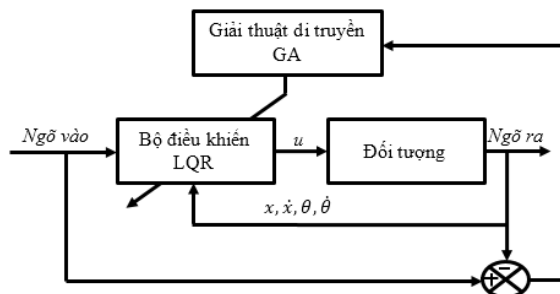 Giải thuật di truyền
GA
Ngõ vào
Bộ điều khiển
LQR
u
Đối tượng
Ngõ ra
x, ẋ, θ, θ̇
−
+